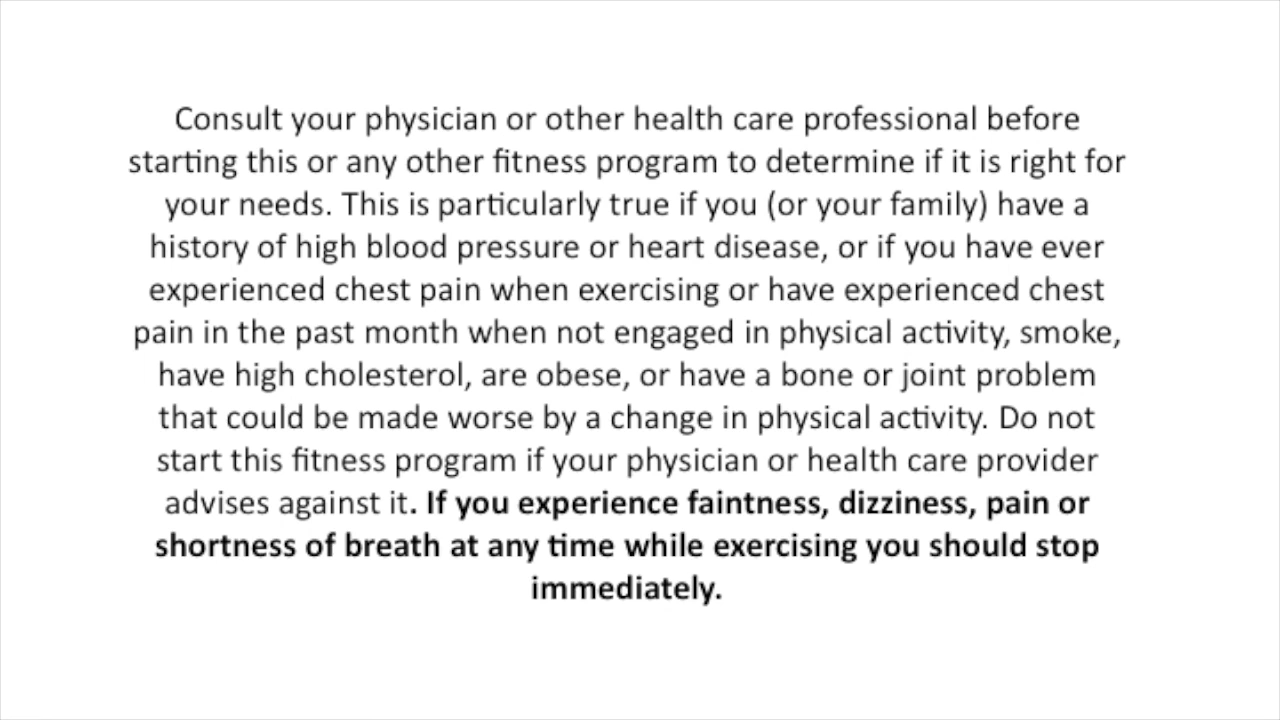 Consult your physician or other health care professional before
starting this or any other fitness program to determine if it is right for
your needs. This is particularly true if you (or your family) have a
history of high blood pressure or heart disease, or if you have ever
experienced chest pain when exercising or have experienced chest
pain in the past month when not engaged in physical activity, smoke,
have high cholesterol, are obese, or have a bone or joint problem
that could be made worse by a change in physical activity. Do not
start this fitness program if your physician or health care provider
advises against it. If you experience faintness, dizziness, pain or
shortness of breath at any time while exercising you should stop
immediately.